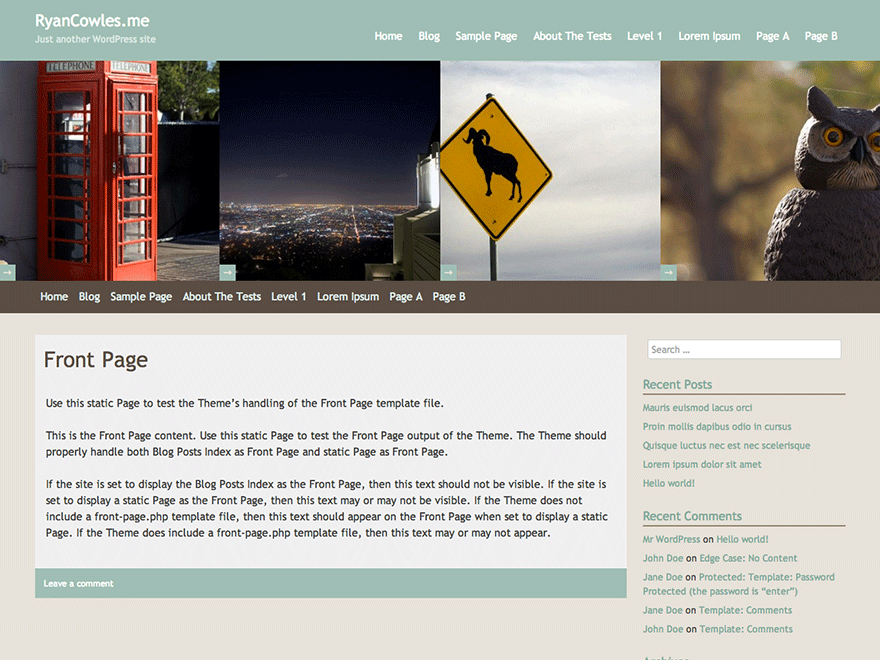 RyanCowles.me
Just another WordPress site
Home Blog Sample Page About The Tests Level 1 Lorem Ipsum Page A Page B
TELEPHONE TELEPHONE
→ → → →
Home Blog Sample Page About The Tests Level 1 Lorem Ipsum Page A Page B
Front Page
Use this static Page to test the Theme’s handling of the Front Page template file.
This is the Front Page content. Use this static Page to test the Front Page output of the Theme. The Theme should
properly handle both Blog Posts Index as Front Page and static Page as Front Page.
If the site is set to display the Blog Posts Index as the Front Page, then this text should not be visible. If the site is
set to display a static Page as the Front Page, then this text may or may not be visible. If the Theme does not
include a front-page.php template file, then this text should appear on the Front Page when set to display a static
Page. If the Theme does include a front-page.php template file, then this text may or may not appear.
Leave a comment
Search …
Recent Posts
Mauris euismod lacus orci
Proin mollis dapibus odio in cursus
Quisque luctus nec est nec scelerisque
Lorem ipsum dolor sit amet
Hello world!
Recent Comments
Mr WordPress on Hello world!
John Doe on Edge Case: No Content
Jane Doe on Protected: Template: Password
Protected (the password is “enter”)
Jane Doe on Template: Comments
John Doe on Template: Comments